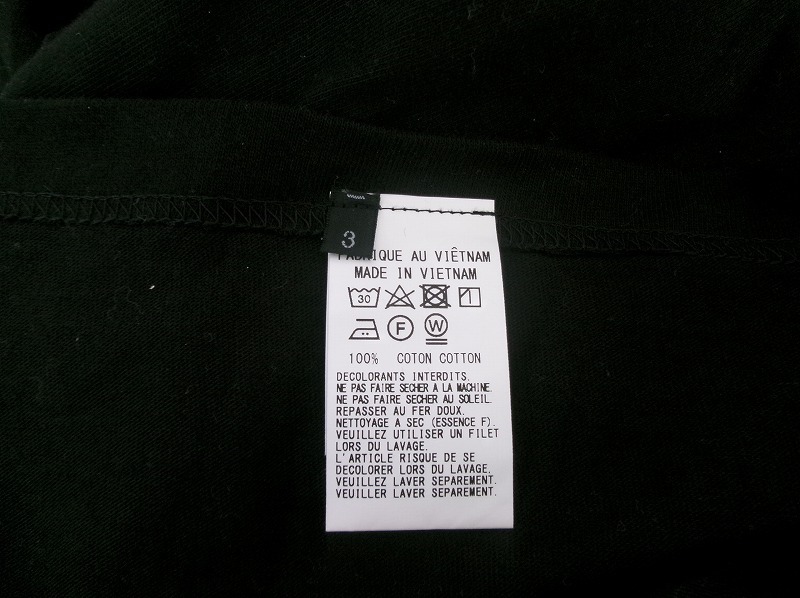 3
FABRIQUE AU VIÊTNAM
MADE IN VIETNAM
30
F
W
100% COTON COTTON
DECOLORANTS INTERDITS.
NE PAS FAIRE SECHER A LA MACHINE.
NE PAS FAIRE SECHER AU SOLEIL.
REPASSER AU FER DOUX.
NETTOYAGE A SEC (ESSENCE F).
VEUILLEZ UTILISER UN FILET
LORS DU LAVAGE.
L'ARTICLE RISQUE DE SE
DECOLORER LORS DU LAVAGE.
VEUILLEZ LAVER SEPAREMENT.
VEUILLER LAVER SEPAREMENT.